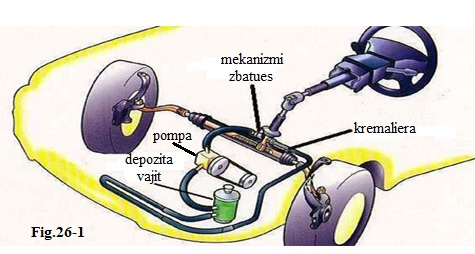 mekanizmi
zbatues
kremaliera
pompa
depozita
vajit
Fig.26-1